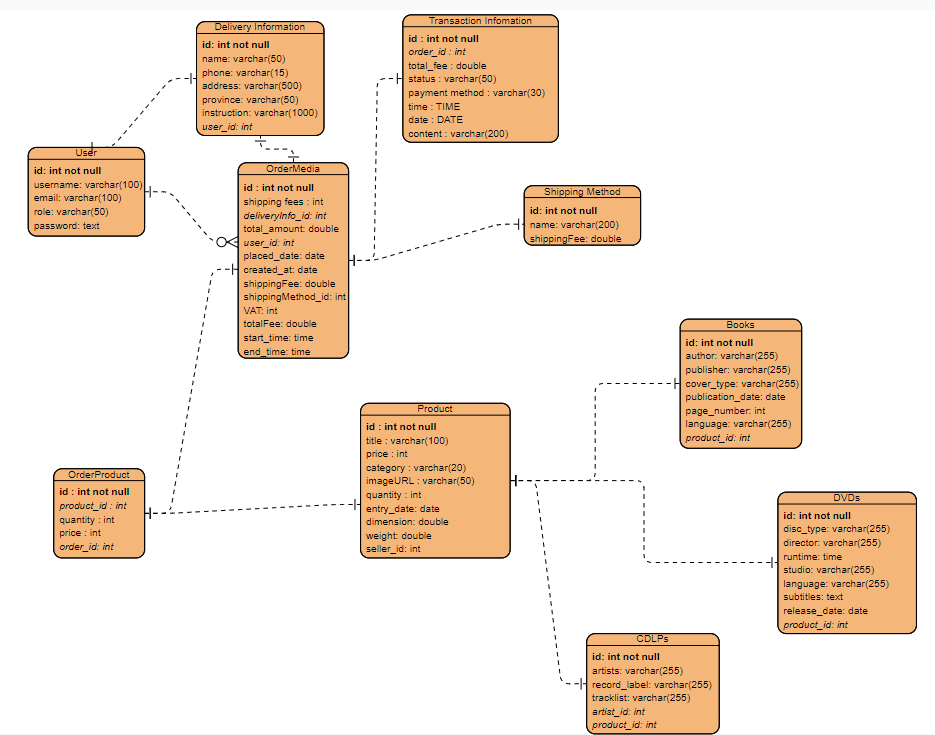 Delivery Information
id: int not null
name: varchar(50)
phone: varchar(15)
address: varchar(500)
province: varchar(50)
instruction: varchar(1000)
user_id: int
Transaction Infomation
id : int not null
order_id : int
total_fee : double
status : varchar(50)
payment method : varchar(30)
time : TIME
date : DATE
content : varchar(200)
User
id: int not null
username: varchar(100)
email: varchar(100)
role: varchar(50)
password: text
OrderMedia
id : int not null
shipping fees : int
deliveryInfo_id: int
total_amount: double
user_id: int
placed_date: date
created_at: date
shippingFee: double
shippingMethod_id: int
VAT: int
totalFee: double
start_time: time
end_time: time
Shipping Method
id: int not null
name: varchar(200)
shippingFee: double
Books
id: int not null
author: varchar(255)
publisher: varchar(255)
cover_type: varchar(255)
publication_date: date
page_number: int
language: varchar(255)
product_id: int
Product
id : int not null
title : varchar(100)
price : int
category : varchar(20)
imageURL : varchar(50)
quantity : int
entry_date: date
dimension: double
weight: double
seller_id: int
OrderProduct
id : int not null
product_id : int
quantity : int
price : int
order_id: int
DVDs
id: int not null
disc_type: varchar(255)
director: varchar(255)
runtime: time
studio: varchar(255)
language: varchar(255)
subtitles: text
release_date: date
product_id: int
CDLPs
id: int not null
artists: varchar(255)
record_label: varchar(255)
tracklist: varchar(255)
artist_id: int
product_id: int